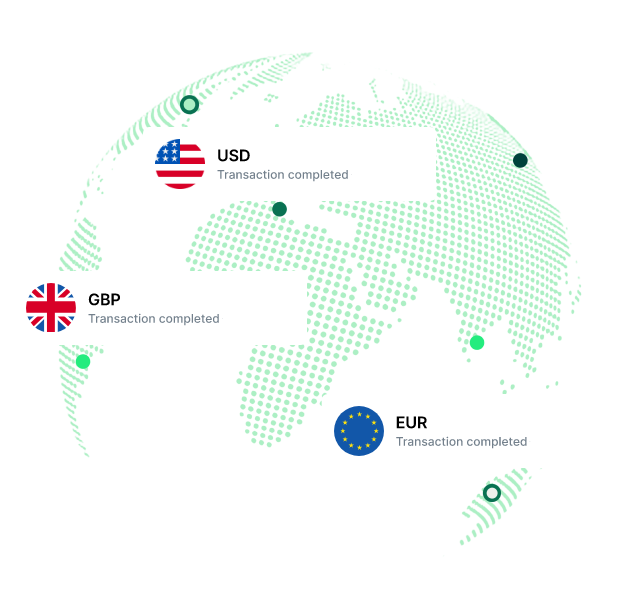 USD
Transaction completed
GBP
Transaction completed
EUR
Transaction completed